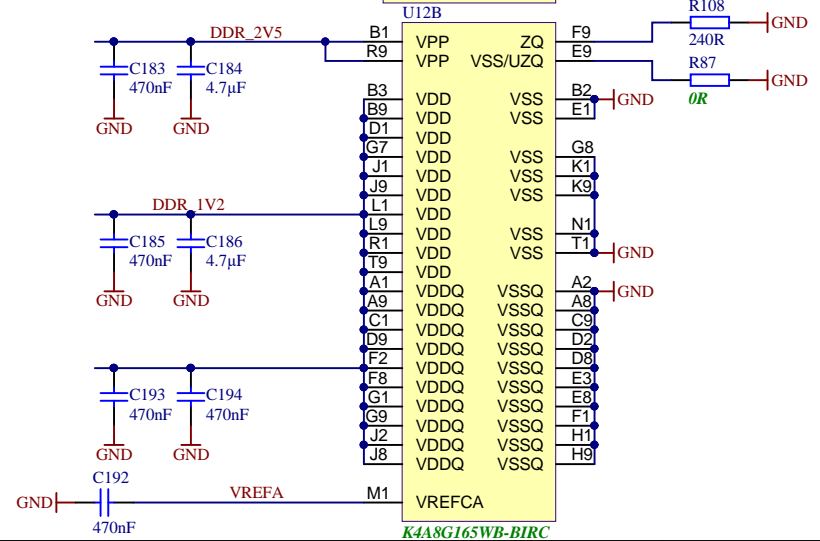 U12B
R108
DDR_2V5 B1 VPP ZQ F9 GND
R9 VPP VSS/UZQ E9 240R
C183 C184 R87
470nF 4.7µF GND
B3 VDD VSS B2 GND 0R
B9 VDD VSS E1
GND GND D1 VDD
G7 VDD VSS G8
J1 VDD VSS K1
J9 VDD VSS K9
DDR_1V2 L1 VDD
L9 VDD VSS N1
C185 C186 R1 VDD VSS T1 GND
470nF 4.7µF T9 VDD
A1 VDDQ VSSQ A2 GND
GND GND A9 VDDQ VSSQ A8
C1 VDDQ VSSQ C9
D9 VDDQ VSSQ D2
F2 VDDQ VSSQ D8
F8 VDDQ VSSQ E3
C193 C194 G1 VDDQ VSSQ E8
470nF 470nF G9 VDDQ VSSQ F1
J2 VDDQ VSSQ H1
GND GND J8 VDDQ VSSQ H9
C192
GND VREFA M1 VREFCA
470nF
K4A8G165WB-BIRC